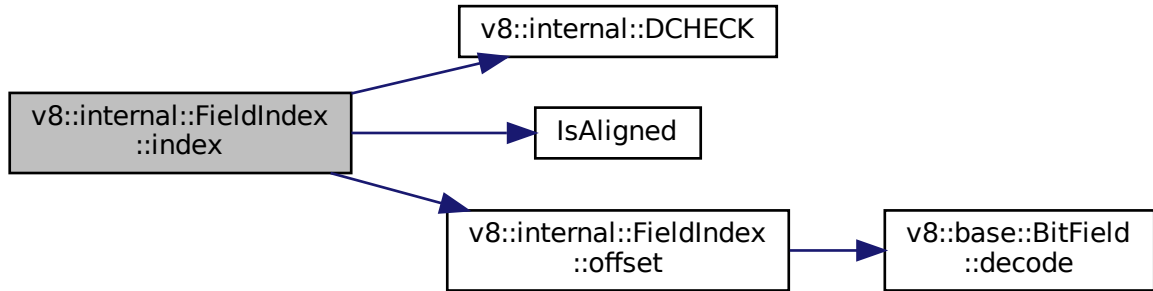 v8::internal::DCHECK
v8::internal::FieldIndex
::index
IsAligned
v8::internal::FieldIndex
::offset
v8::base::BitField
::decode